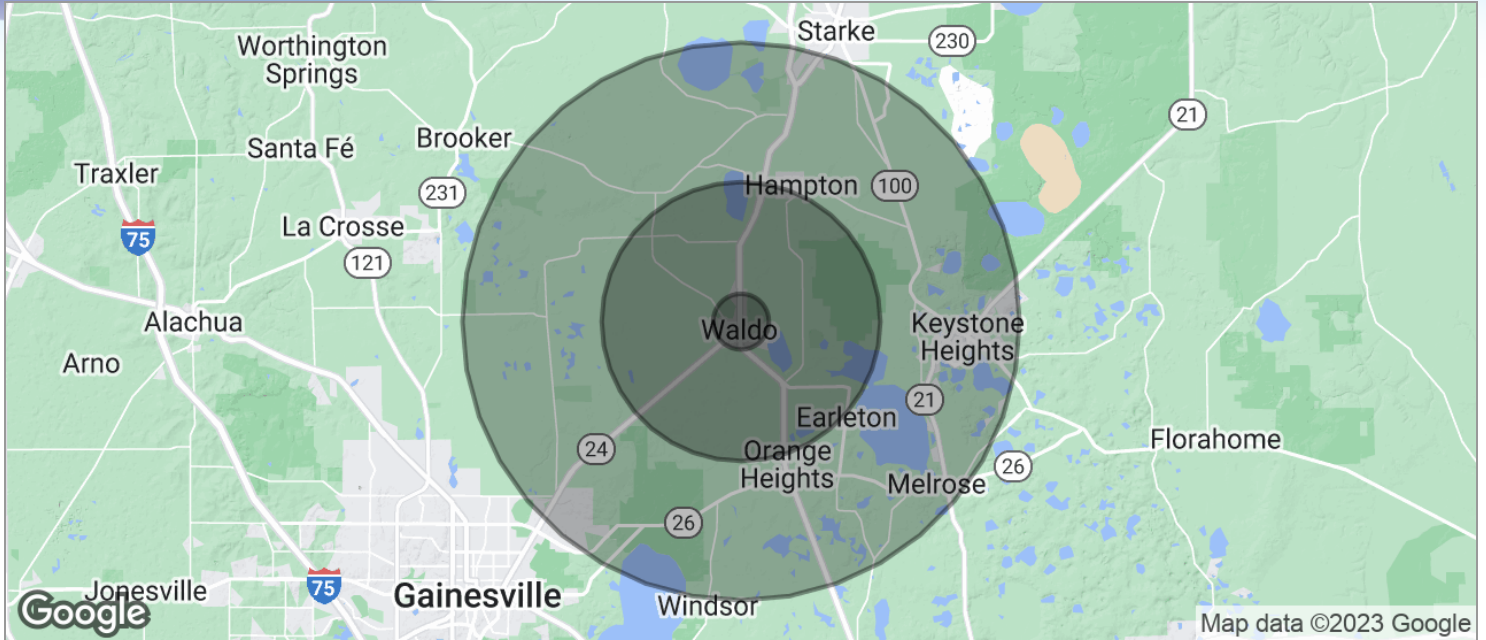 Starke
230
Worthington
Springs
21
Brooker
Santa Fé
Traxler
Hampton
100
231
La Crosse
75
121
Alachua
Waldo
Keystone
Heights
Arno
21
Earleton
Florahome
24
Orange
Heights
26
Melrose
26
75
Jonesville
Gainesville
Windsor
Google
Map data ©2023 Google